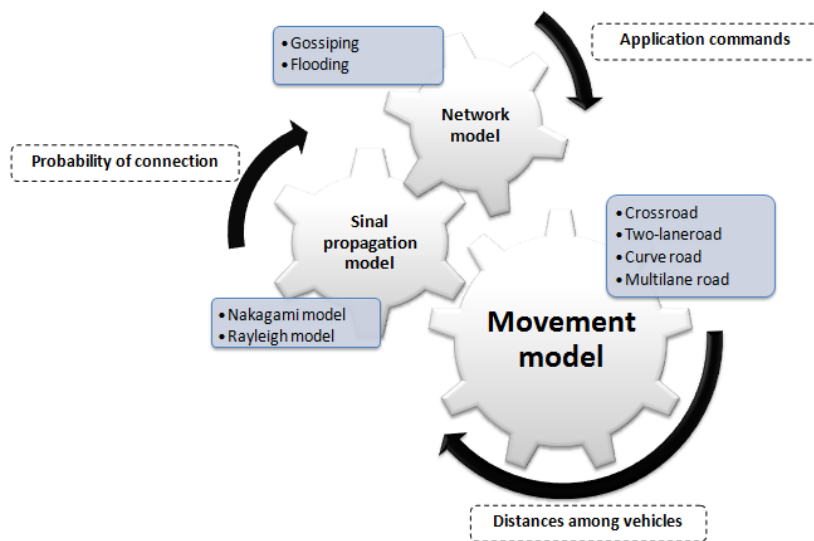 • Gossiping
• Flooding
Application commands
Network
model
Probability of connection
Sinal
propagation
model
• Crossroad
• Two-laneroad
• Curve road
• Multilane road
• Nakagami model
• Rayleigh model
Movement
model
Distances among vehicles